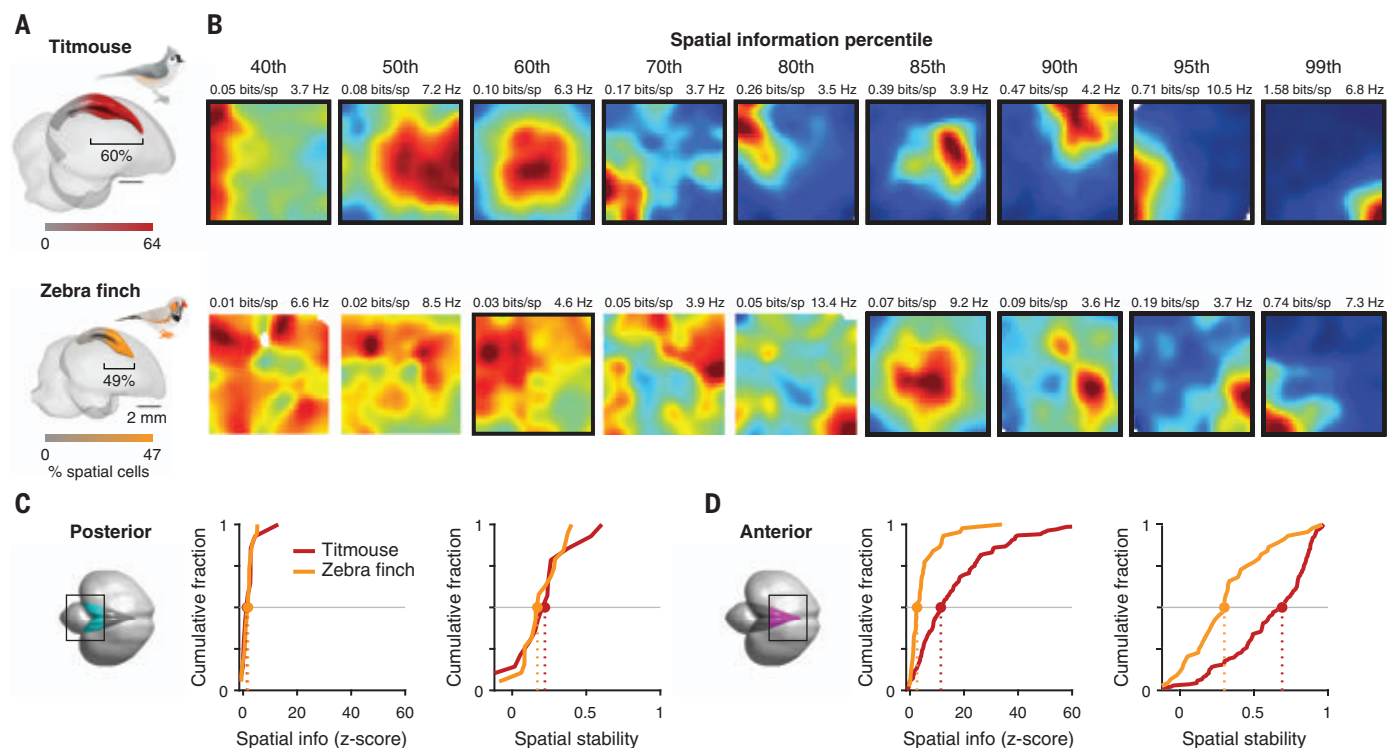 A
Titmouse
60%
0 64
Zebra finch
49%
2 mm
0 47
% spatial cells
B
Spatial information percentile
40th 50th 60th 70th 80th 85th 90th 95th 99th
0.05 bits/sp 3.7 Hz 0.08 bits/sp 7.2 Hz 0.10 bits/sp 6.3 Hz 0.17 bits/sp 3.7 Hz 0.26 bits/sp 3.5 Hz 0.39 bits/sp 3.9 Hz 0.47 bits/sp 4.2 Hz 0.71 bits/sp 10.5 Hz 1.58 bits/sp 6.8 Hz
0.01 bits/sp 6.6 Hz 0.02 bits/sp 8.5 Hz 0.03 bits/sp 4.6 Hz 0.05 bits/sp 3.9 Hz 0.05 bits/sp 13.4 Hz 0.07 bits/sp 9.2 Hz 0.09 bits/sp 3.6 Hz 0.19 bits/sp 3.7 Hz 0.74 bits/sp 7.3 Hz
C
Posterior
Cumulative fraction
1
0
Titmouse
Zebra finch
0 20 40 60
Spatial info (z-score)
Cumulative fraction
1
0
0 1
Spatial stability
D
Anterior
Cumulative fraction
1
0
0 20 40 60
Spatial info (z-score)
Cumulative fraction
1
0
0 0.5 1
Spatial stability